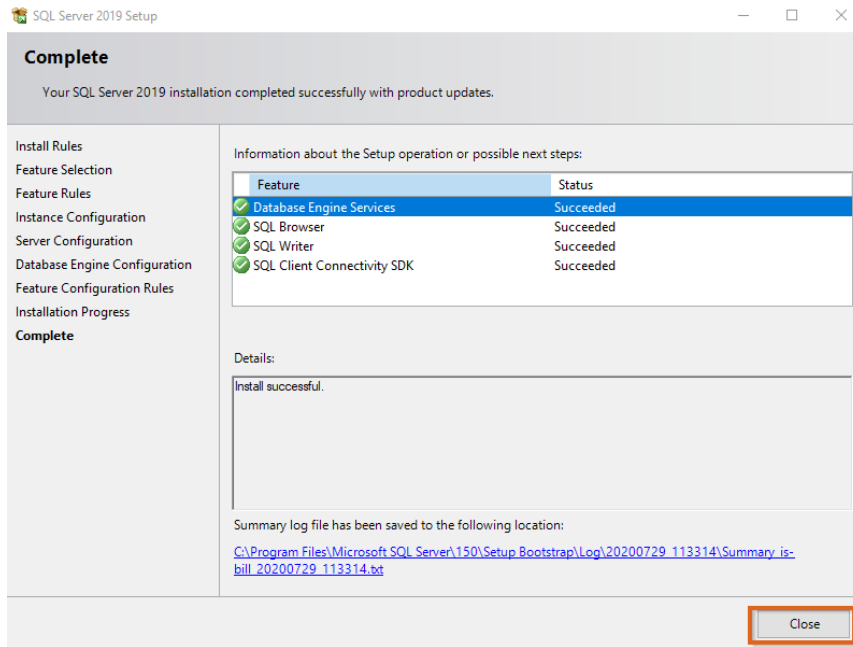 SQL Server 2019 Setup
Complete
Your SQL Server 2019 installation completed successfully with product updates.
Install Rules
Feature Selection
Feature Rules
Instance Configuration
Server Configuration
Database Engine Configuration
Feature Configuration Rules
Installation Progress
Complete
Information about the Setup operation or possible next steps:
Feature Status
Database Engine Services Succeeded
SQL Browser Succeeded
SQL Writer Succeeded
SQL Client Connectivity SDK Succeeded
Details:
Install successful.
Summary log file has been saved to the following location:
C:\Program Files\Microsoft SQL Server\150\Setup Bootstrap\Log\20200729_113314\Summary_is-
bill_20200729_113314.txt
Close